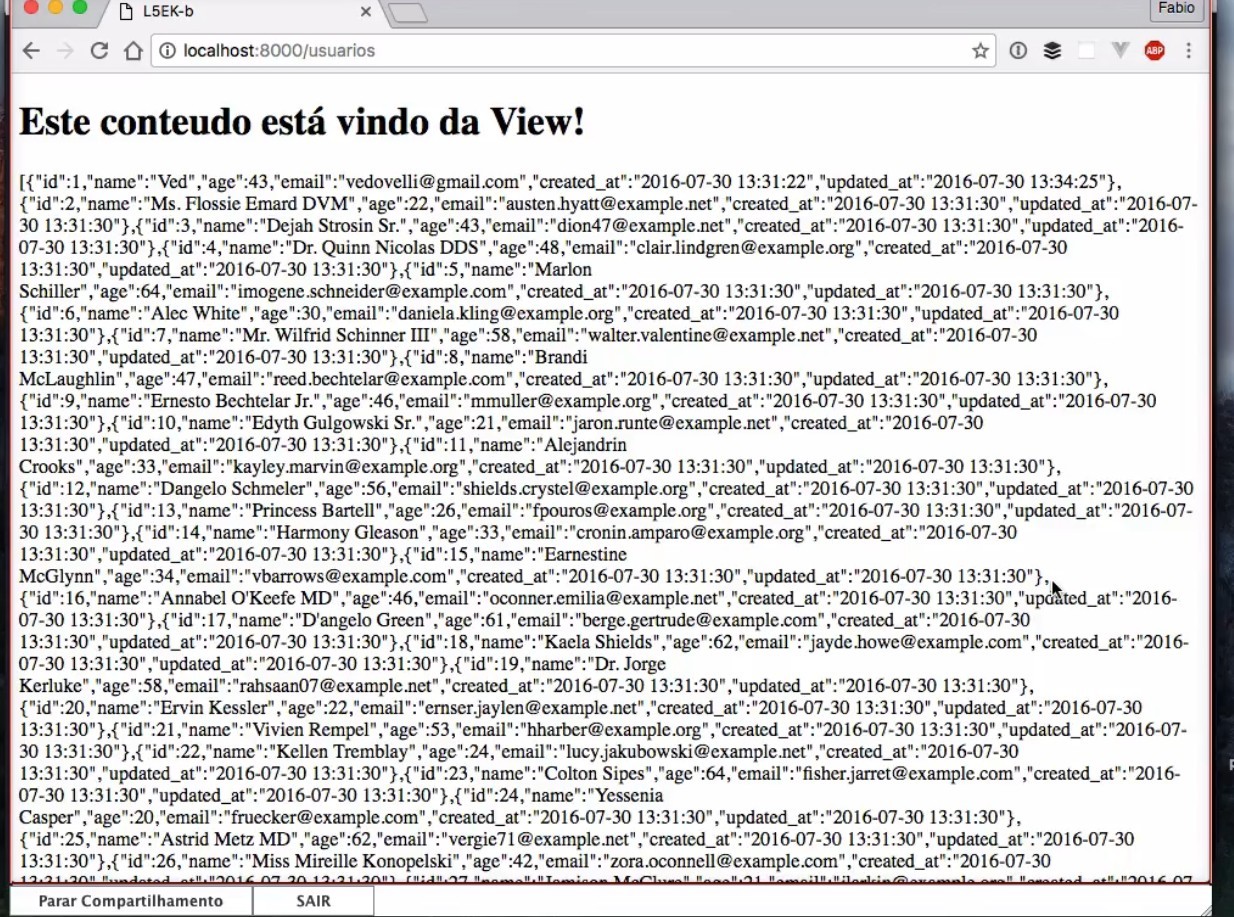 L5EK-b
Fabio
localhost:8000/usuarios
ABP
Este conteudo está vindo da View!
[{"id":1,"name":"Ved","age":43,"email":"vedovelli@gmail.com","created_at":"2016-07-30 13:31:22","updated_at":"2016-07-30 13:34:25"},
{"id":2,"name":"Ms. Flossie Emard DVM","age":22,"email":"austen.hyatt@example.net","created_at":"2016-07-30 13:31:30","updated_at":"2016-07-
30 13:31:30"},{"id":3,"name":"Dejah Strosin Sr.","age":43,"email":"dion47@example.net","created_at":"2016-07-30 13:31:30","updated_at":"2016-
07-30 13:31:30"},{"id":4,"name":"Dr. Quinn Nicolas DDS","age":48,"email":"clair.lindgren@example.org","created_at":"2016-07-30
13:31:30","updated_at":"2016-07-30 13:31:30"},{"id":5,"name":"Marlon
Schiller","age":64,"email":"imogene.schneider@example.com","created_at":"2016-07-30 13:31:30","updated_at":"2016-07-30 13:31:30"},
{"id":6,"name":"Alec White","age":30,"email":"daniela.kling@example.org","created_at":"2016-07-30 13:31:30","updated_at":"2016-07-30
13:31:30"},{"id":7,"name":"Mr. Wilfrid Schinner III","age":58,"email":"walter.valentine@example.net","created_at":"2016-07-30
13:31:30","updated_at":"2016-07-30 13:31:30"},{"id":8,"name":"Brandi
McLaughlin","age":47,"email":"reed.bechtelar@example.com","created_at":"2016-07-30 13:31:30","updated_at":"2016-07-30 13:31:30"},
{"id":9,"name":"Ernesto Bechtelar Jr.","age":46,"email":"mmuller@example.org","created_at":"2016-07-30 13:31:30","updated_at":"2016-07-30
13:31:30"},{"id":10,"name":"Edyth Gulgowski Sr.","age":21,"email":"jaron.runte@example.net","created_at":"2016-07-30
13:31:30","updated_at":"2016-07-30 13:31:30"},{"id":11,"name":"Alejandrin
Crooks","age":33,"email":"kayley.marvin@example.org","created_at":"2016-07-30 13:31:30","updated_at":"2016-07-30 13:31:30"},
{"id":12,"name":"Dangelo Schmeler","age":56,"email":"shields.crystel@example.org","created_at":"2016-07-30 13:31:30","updated_at":"2016-07-30
13:31:30"},{"id":13,"name":"Princess Bartell","age":26,"email":"fpouros@example.org","created_at":"2016-07-30 13:31:30","updated_at":"2016-07-
30 13:31:30"},{"id":14,"name":"Harmony Gleason","age":33,"email":"cronin.amparo@example.org","created_at":"2016-07-30
13:31:30","updated_at":"2016-07-30 13:31:30"},{"id":15,"name":"Earnestine
McGlynn","age":34,"email":"vbarrows@example.com","created_at":"2016-07-30 13:31:30","updated_at":"2016-07-30 13:31:30"},
{"id":16,"name":"Annabel O'Keefe MD","age":46,"email":"oconner.emilia@example.net","created_at":"2016-07-30 13:31:30","updated_at":"2016-
07-30 13:31:30"},{"id":17,"name":"D'angelo Green","age":61,"email":"berge.gertrude@example.com","created_at":"2016-07-30
13:31:30","updated_at":"2016-07-30 13:31:30"},{"id":18,"name":"Kaela Shields","age":62,"email":"jayde.howe@example.com","created_at":"2016-
07-30 13:31:30","updated_at":"2016-07-30 13:31:30"},{"id":19,"name":"Dr. Jorge
Kerluke","age":58,"email":"rahsaan07@example.net","created_at":"2016-07-30 13:31:30","updated_at":"2016-07-30 13:31:30"},
{"id":20,"name":"Ervin Kessler","age":22,"email":"ernser.jaylen@example.net","created_at":"2016-07-30 13:31:30","updated_at":"2016-07-30
13:31:30"},{"id":21,"name":"Vivien Rempel","age":53,"email":"hharber@example.org","created_at":"2016-07-30 13:31:30","updated_at":"2016-07-
30 13:31:30"},{"id":22,"name":"Kellen Tremblay","age":24,"email":"lucy.jakubowski@example.net","created_at":"2016-07-30
13:31:30","updated_at":"2016-07-30 13:31:30"},{"id":23,"name":"Colton Sipes","age":64,"email":"fisher.jarret@example.com","created_at":"2016-
07-30 13:31:30","updated_at":"2016-07-30 13:31:30"},{"id":24,"name":"Yessenia
Casper","age":20,"email":"fruecker@example.com","created_at":"2016-07-30 13:31:30","updated_at":"2016-07-30 13:31:30"},
{"id":25,"name":"Astrid Metz MD","age":62,"email":"vergie71@example.net","created_at":"2016-07-30 13:31:30","updated_at":"2016-07-30
13:31:30"},{"id":26,"name":"Miss Mireille Konopelski","age":42,"email":"zora.oconnell@example.com","created_at":"2016-07-30
Parar Compartilhamento
SAIR